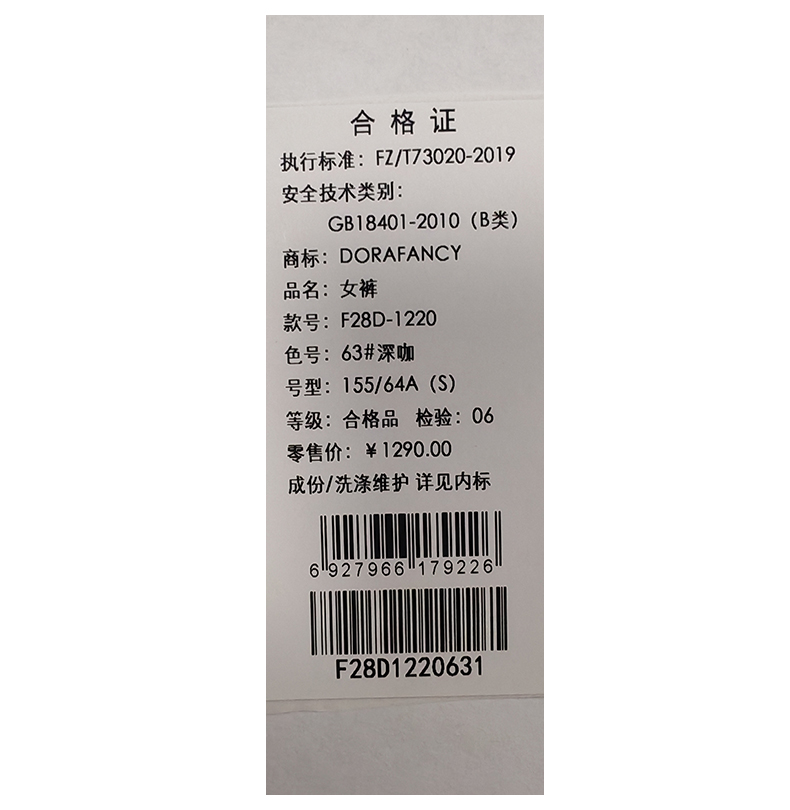 合格证
执行标准：FZ/T73020-2019
安全技术类别：
GB18401-2010（B类）
商标：DORAFANCY
品名：女裤
款号：F28D-1220
色号：63#深咖
号型：155/64A（S）
等级：合格品 检验：06
零售价：￥1290.00
成份/洗涤维护 详见内标
6 927966 179226
F28D1220631